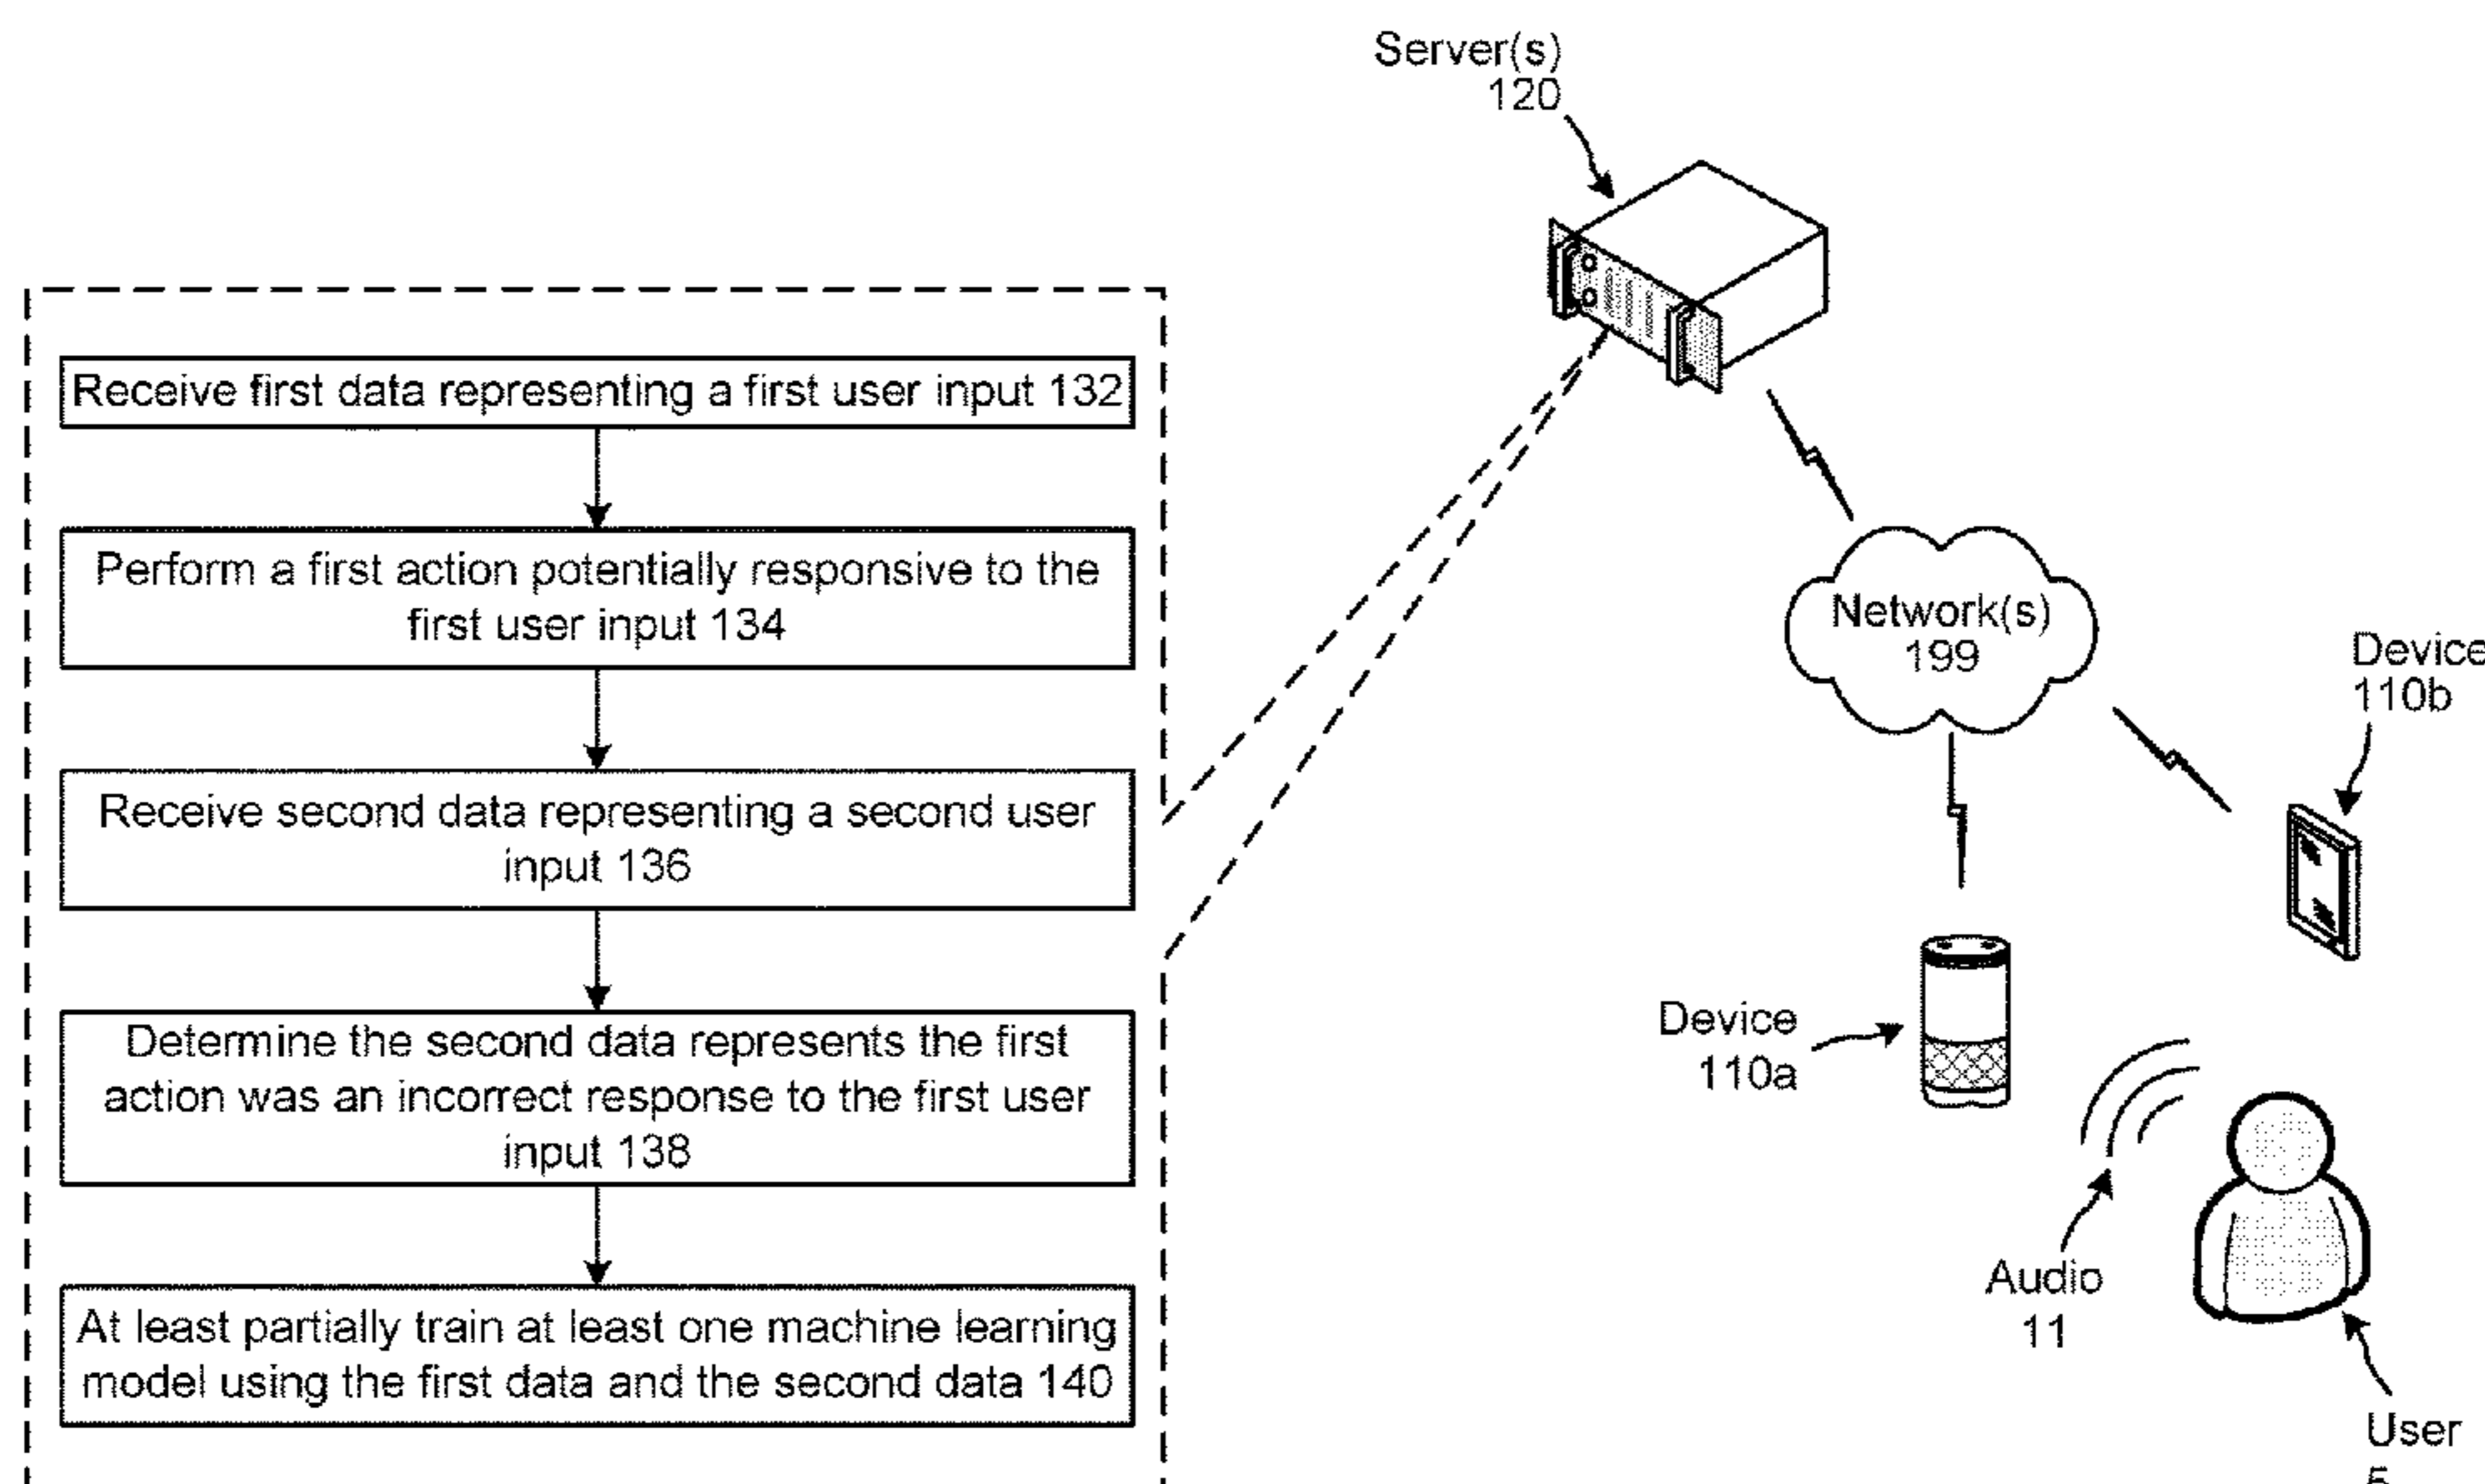 Server(s)
120
Receive first data representing a first user input 132
Perform a first action potentially responsive to the
first user input 134
Receive second data representing a second user
input 136
Determine the second data represents the first
action was an incorrect response to the first user
input 138
At least partially train at least one machine learning
model using the first data and the second data 140
Network(s)
199
Device
110b
Device
110a
Audio
11
User
5